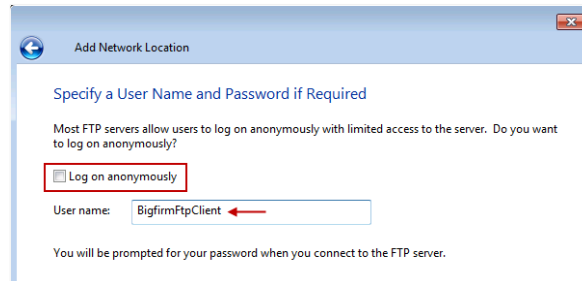 Add Network Location
Specify a User Name and Password if Required
Most FTP servers allow users to log on anonymously with limited access to the server.  Do you want
to log on anonymously?
Log on anonymously
User name: BigfirmFtpClient
You will be prompted for your password when you connect to the FTP server.